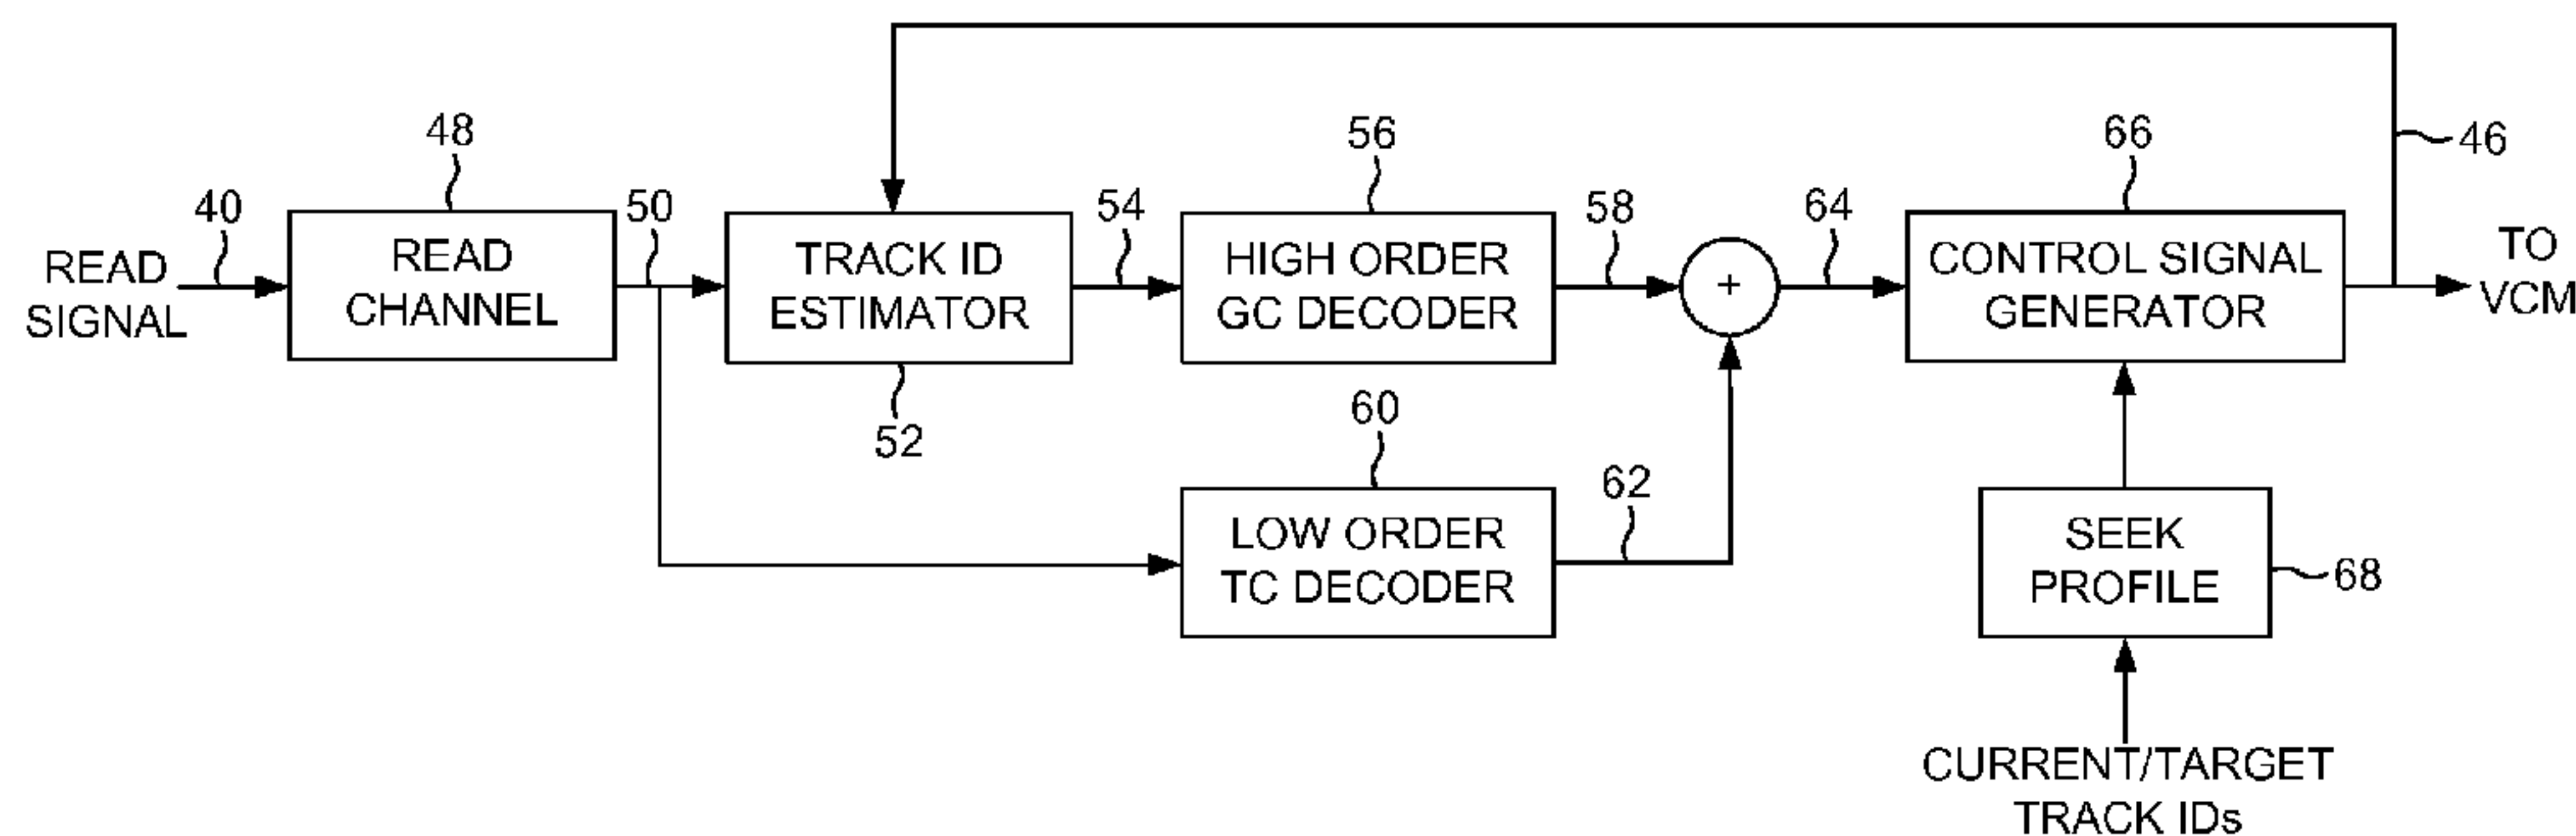 48
56
66
46
40
50
54
58
64
READ
SIGNAL
READ
CHANNEL
TRACK ID
ESTIMATOR
HIGH ORDER
GC DECODER
+
CONTROL SIGNAL
GENERATOR
TO
VCM
52
60
62
LOW ORDER
TC DECODER
SEEK
PROFILE
68
CURRENT/TARGET
TRACK IDs